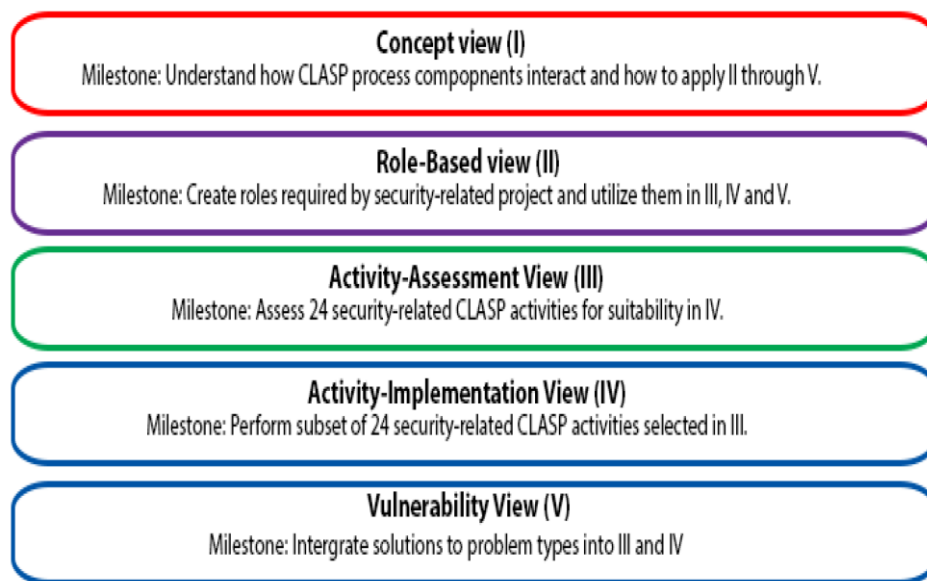 Concept view (I)
Milestone: Understand how CLASP process compopnents interact and how to apply II through V.
Role-Based view (II)
Milestone: Create roles required by security-related project and utilize them in III, IV and V.
Activity-Assessment View (III)
Milestone: Assess 24 security-related CLASP activities for suitability in IV.
Activity-Implementation View (IV)
Milestone: Perform subset of 24 security-related CLASP activities selected in III.
Vulnerability View (V)
Milestone: Intergrate solutions to problem types into III and IV